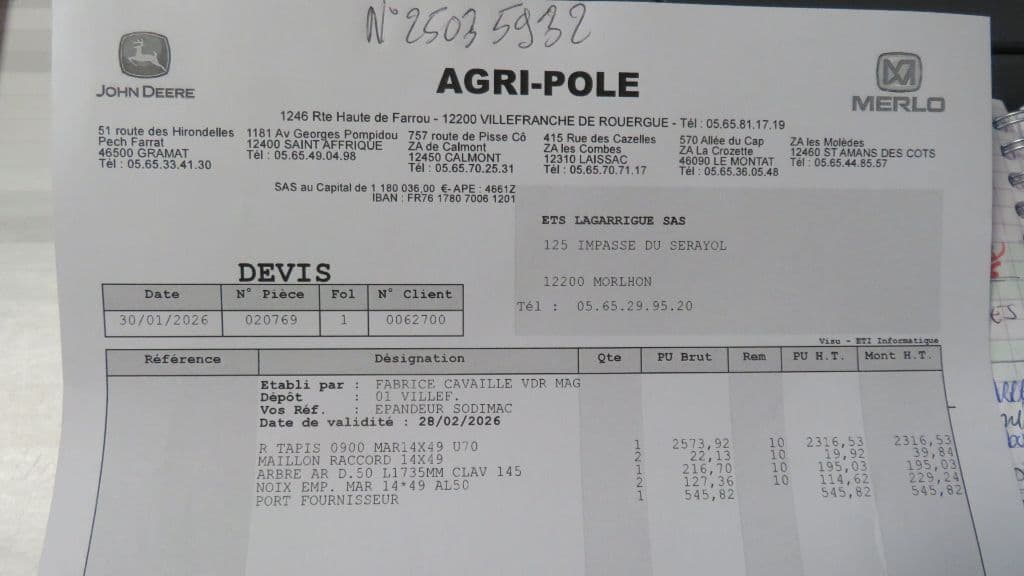 N° 25035932
JOHN DEERE
AGRI-POLE
MERLO
1246 Rte Haute de Farrou - 12200 VILLEFRANCHE DE ROUERGUE - Tél : 05.65.81.17.19
51 route des Hirondelles
Pech Farrat
46500 GRAMAT
Tél : 05.65.33.41.30
1181 Av Georges Pompidou
12400 SAINT AFFRIQUE
Tél : 05.65.49.04.98
757 route de Pisse Cô
ZA de Calmont
12450 CALMONT
Tél : 05.65.70.25.31
415 Rue des Cazelles
ZA les Combes
12310 LAISSAC
Tél : 05.65.70.71.17
570 Allée du Cap
ZA La Crozette
46090 LE MONTAT
Tél : 05.65.36.05.48
ZA les Molèdes
12460 ST AMANS DES COTS
Tél : 05.65.44.85.57
SAS au Capital de 1 180 036,00 €- APE : 4661Z
IBAN : FR76 1780 7006 1201
ETS LAGARRIGUE SAS
125 IMPASSE DU SERAYOL
12200 MORLHON
Tél : 05.65.29.95.20
DEVIS
Date N° Pièce Fol N° Client
30/01/2026 020769 1 0062700
Visu - ETI Informatique
Référence Désignation Qte PU Brut Rem PU H.T. Mont H.T.
Etabli par : FABRICE CAVAILLE VDR MAG
Dépôt : 01 VILLEF.
Vos Réf. : EPANDEUR SODIMAC
Date de validité : 28/02/2026
R TAPIS 0900 MAR14X49 U70 1 2573,92 10 2316,53 2316,53
MAILLON RACCORD 14X49 2 22,13 10 19,92 39,84
ARBRE AR D.50 L1735MM CLAV 145 1 216,70 10 195,03 195,03
NOIX EMP. MAR 14*49 AL50 2 127,36 10 114,62 229,24
PORT FOURNISSEUR 1 545,82 545,82 545,82